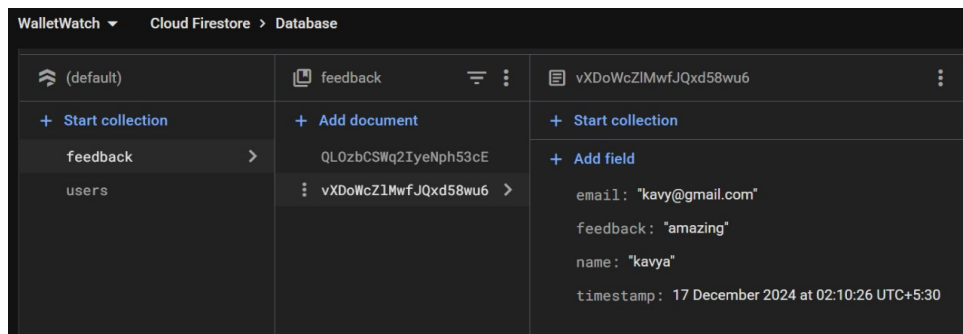 WalletWatch Cloud Firestore > Database
(default)
+ Start collection
feedback >
users
feedback
+ Add document
QLOzbCSWq2IyeNph53cE
vXDoWcZlMwfJQxd58wu6 >
vXDoWcZlMwfJQxd58wu6
+ Start collection
+ Add field
email: "kavy@gmail.com"
feedback: "amazing"
name: "kavya"
timestamp: 17 December 2024 at 02:10:26 UTC+5:30